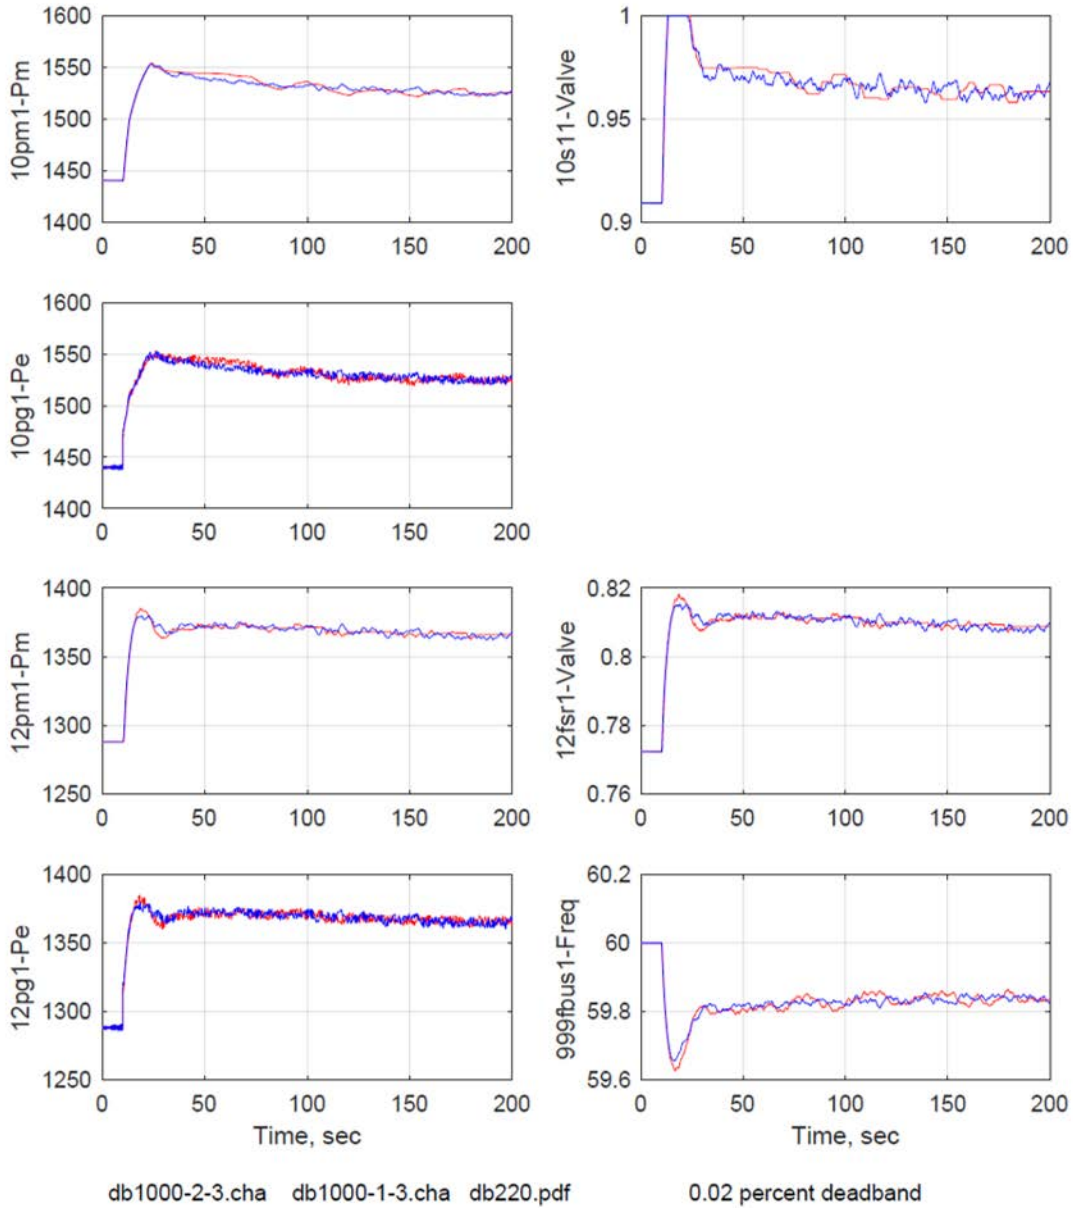 1600
1550
1500
1450
1400
10pm1-Pm
0 50 100 150 200
1
0.95
0.9
10s11-Valve
0 50 100 150 200
1600
1550
1500
1450
1400
10pg1-Pe
0 50 100 150 200
1400
1350
1300
1250
12pm1-Pm
0 50 100 150 200
0.82
0.8
0.78
0.76
12fsr1-Valve
0 50 100 150 200
1400
1350
1300
1250
12pg1-Pe
0 50 100 150 200
Time, sec
60.2
60
59.8
59.6
999fbus1-Freq
0 50 100 150 200
Time, sec
db1000-2-3.cha db1000-1-3.cha db220.pdf 0.02 percent deadband